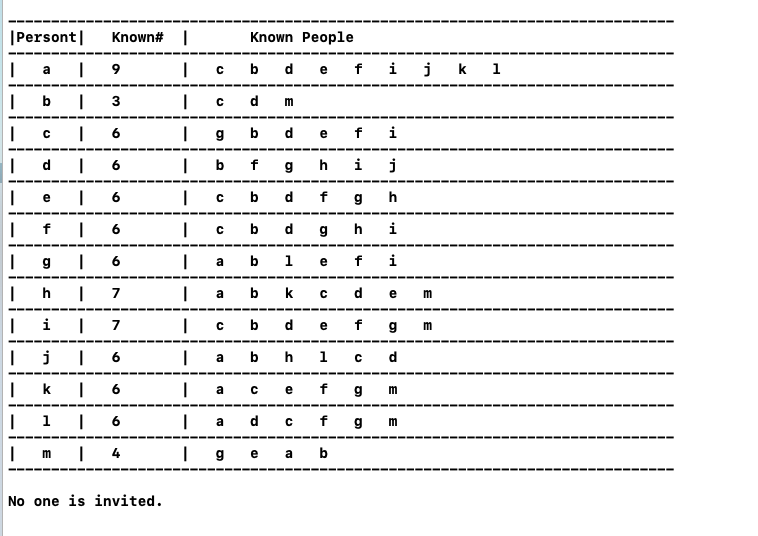 |Persont|   Known#  |       Known People
|   a   |   9       |   c   b   d   e   f   i   j   k   l
|   b   |   3       |   c   d   m
|   c   |   6       |   g   b   d   e   f   i
|   d   |   6       |   b   f   g   h   i   j
|   e   |   6       |   c   b   d   f   g   h
|   f   |   6       |   c   b   d   g   h   i
|   g   |   6       |   a   b   l   e   f   i
|   h   |   7       |   a   b   k   c   d   e   m
|   i   |   7       |   c   b   d   e   f   g   m
|   j   |   6       |   a   b   h   l   c   d
|   k   |   6       |   a   c   e   f   g   m
|   l   |   6       |   a   d   c   f   g   m
|   m   |   4       |   g   e   a   b
No one is invited.